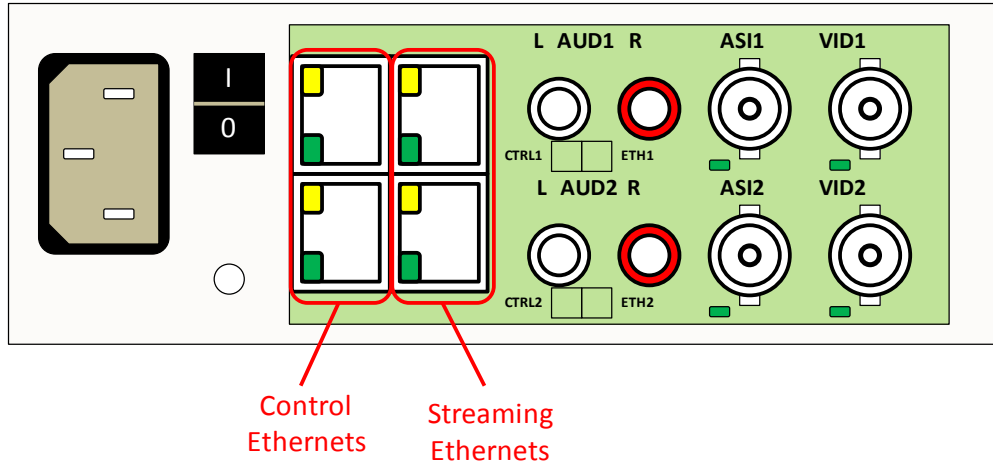 L AUD1 R ASI1 VID1
I
0
CTRL1 ETH1
L AUD2 R ASI2 VID2
CTRL2 ETH2
Control
Ethernets
Streaming
Ethernets